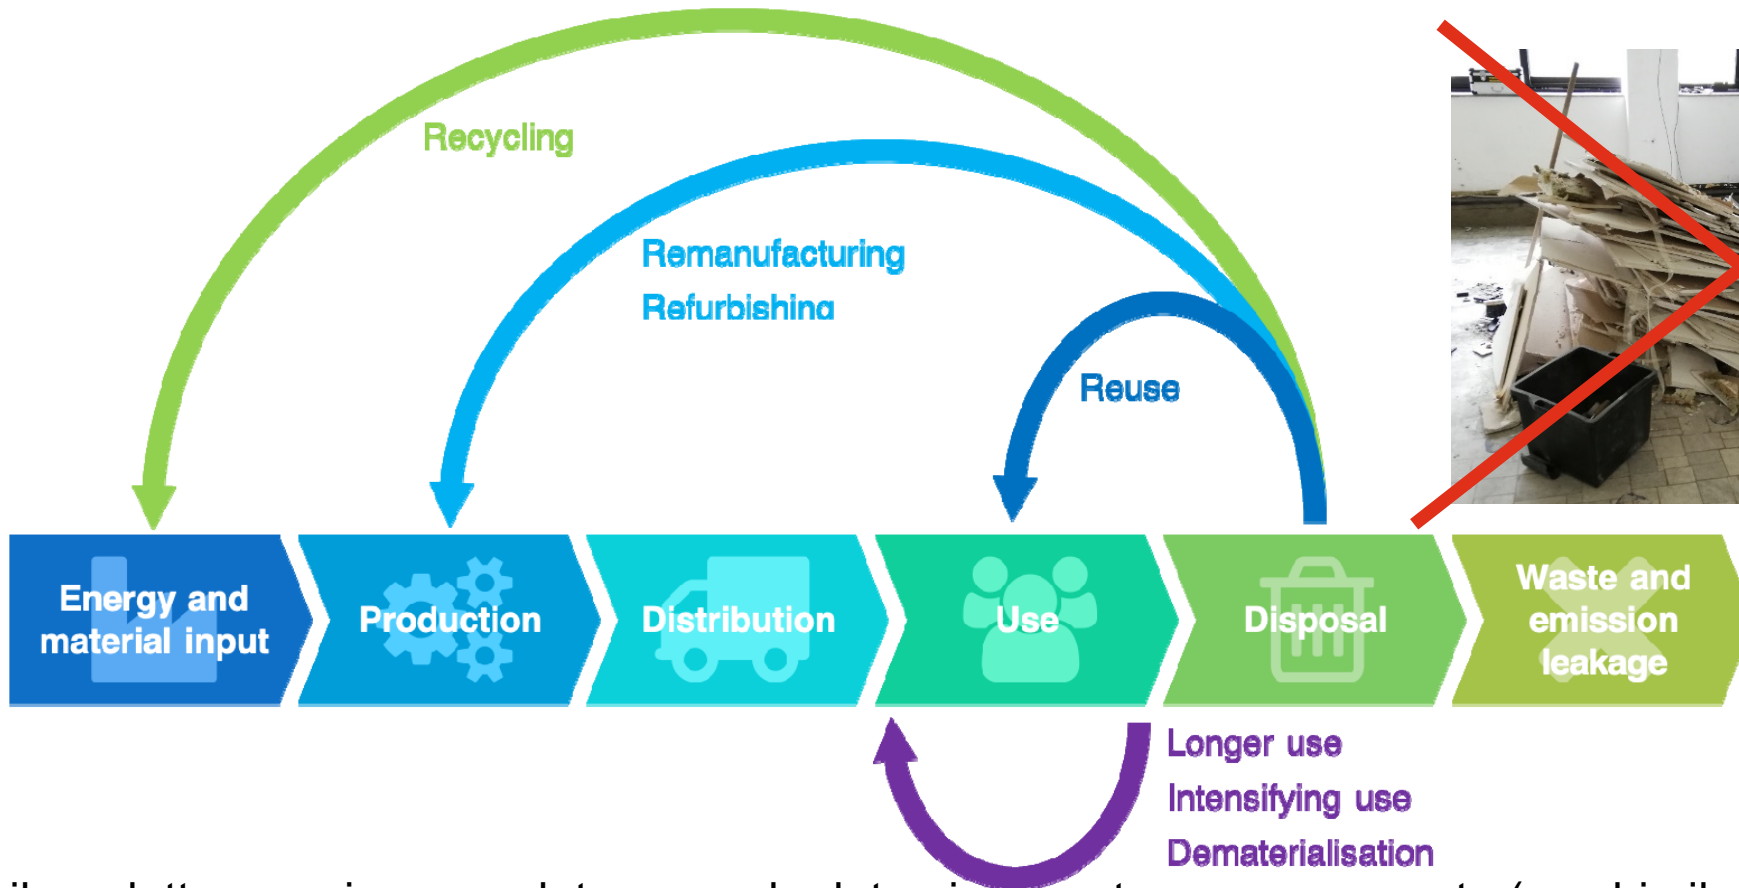 Recycling
Remanufacturing
Refurbishing
Reuse
Energy and
material input
Production
Distribution
Use
Disposal
Waste and
emission
leakage
Longer use
Intensifying use
Dematerialisation